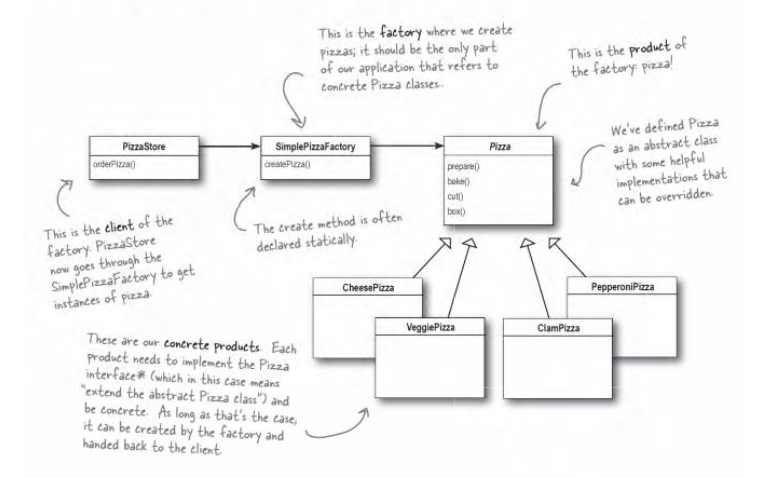 This is the factory where we create
pizzas; it should be the only part
of our application that refers to
concrete Pizza classes..
This is the product of
the factory: pizza!
PizzaStore
orderPizza()
SimplePizzaFactory
createPizza()
Pizza
prepare()
bake()
cut()
box()
We've defined Pizza
as an abstract class
with some helpful
implementations that
can be overridden.
This is the client of the
factory. PizzaStore
now goes through the
SimplePizzaFactory to get
instances of pizza.
The create method is often
declared statically.
CheesePizza
VeggiePizza
ClamPizza
PepperoniPizza
These are our concrete products. Each
product needs to implement the Pizza
interface* (which in this case means
"extend the abstract Pizza class") and
be concrete. As long as that's the case,
it can be created by the factory and
handed back to the client.